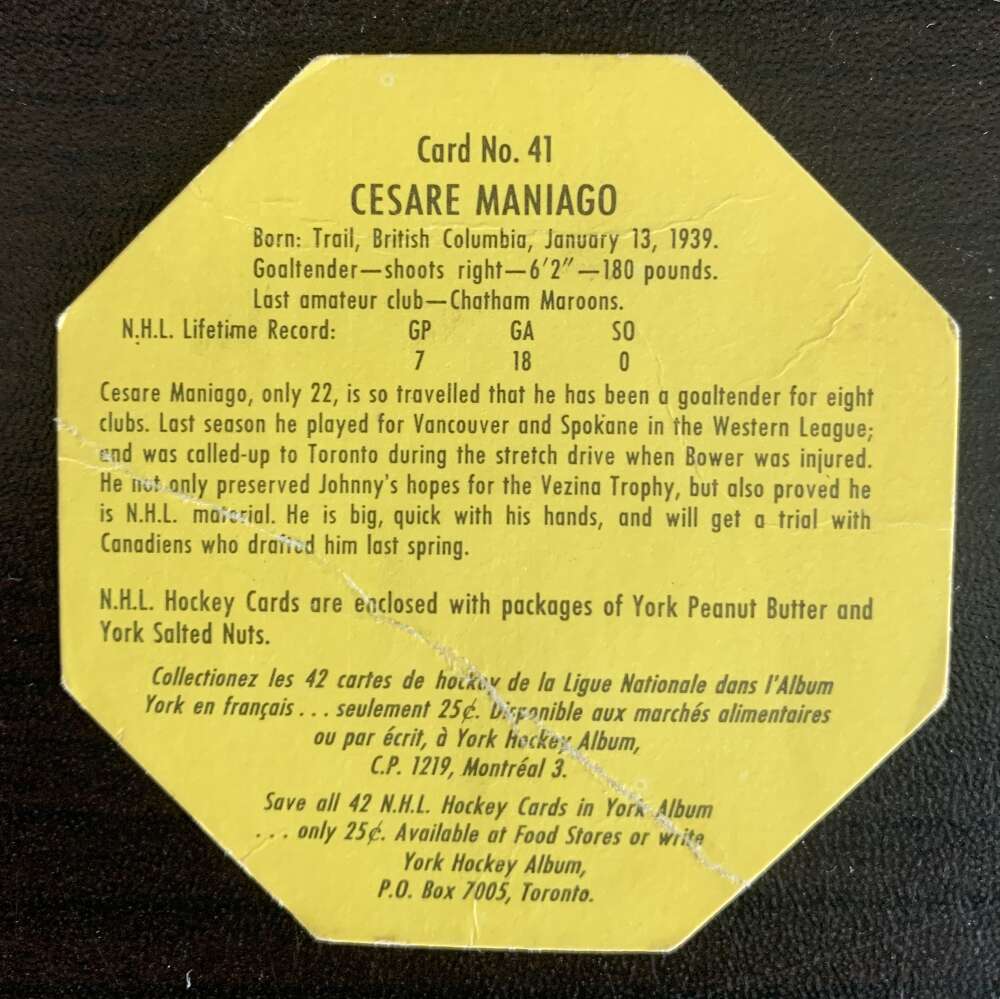 Card No. 41
CESARE MANIAGO
Born: Trail, British Columbia, January 13, 1939.
Goaltender—shoots right—6'2"—180 pounds.
Last amateur club—Chatham Maroons.
N.H.L. Lifetime Record: GP GA SO
7 18 0
Cesare Maniago, only 22, is so travelled that he has been a goaltender for eight
clubs. Last season he played for Vancouver and Spokane in the Western League;
and was called-up to Toronto during the stretch drive when Bower was injured.
He not only preserved Johnny's hopes for the Vezina Trophy, but also proved he
is N.H.L. material. He is big, quick with his hands, and will get a trial with
Canadiens who drafted him last spring.
N.H.L. Hockey Cards are enclosed with packages of York Peanut Butter and
York Salted Nuts.
Collectionez les 42 cartes de hockey de la Ligue Nationale dans l'Album
York en français . . . seulement 25¢. Disponible aux marchés alimentaires
ou par écrit, à York Hockey Album,
C.P. 1219, Montréal 3.
Save all 42 N.H.L. Hockey Cards in York Album
. . . only 25¢. Available at Food Stores or write
York Hockey Album,
P.O. Box 7005, Toronto.